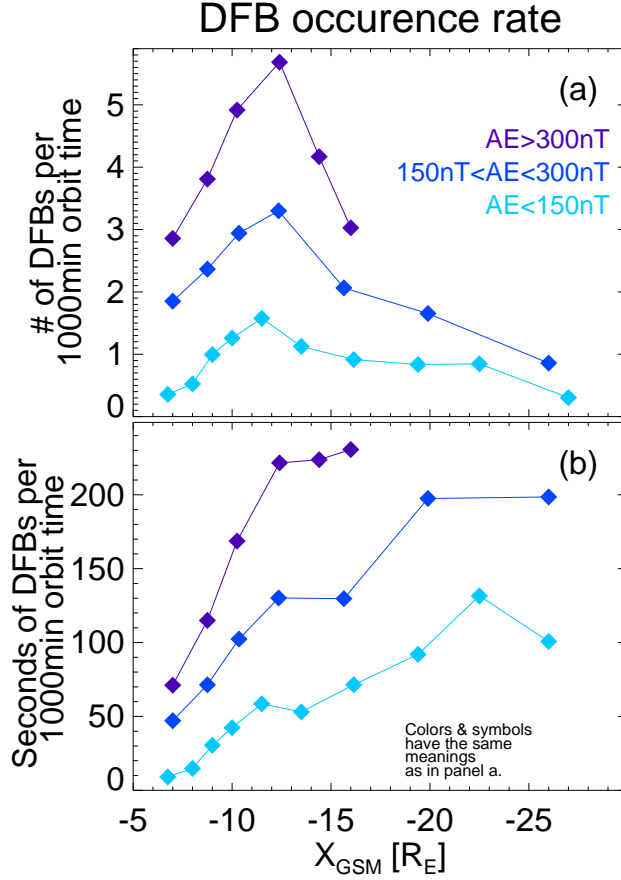 DFB occurence rate
(a)
AE>300nT
150nT<AE<300nT
AE<150nT
# of DFBs per
1000min orbit time
5
4
3
2
1
0
(b)
Seconds of DFBs per
1000min orbit time
200
150
100
50
0
Colors & symbols
have the same
meanings
as in panel a.
-5 -10 -15 -20 -25
X_GSM [R_E]